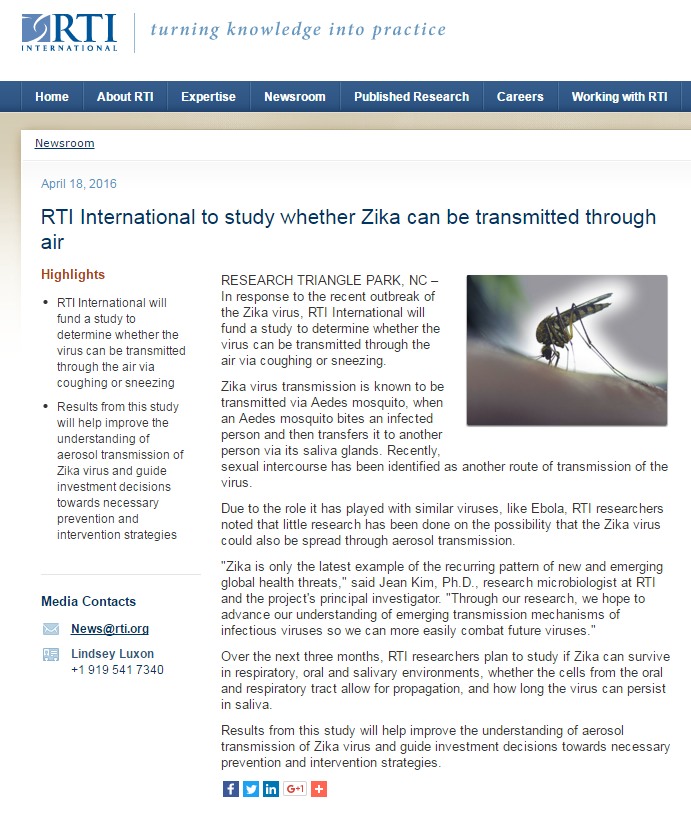 RTI
INTERNATIONAL
turning knowledge into practice
Home
About RTI
Expertise
Newsroom
Published Research
Careers
Working with RTI
Newsroom
April 18, 2016
RTI International to study whether Zika can be transmitted through
air
Highlights
• RTI International will
fund a study to
determine whether the
virus can be transmitted
through the air via
coughing or sneezing
• Results from this study
will help improve the
understanding of
aerosol transmission of
Zika virus and guide
investment decisions
towards necessary
prevention and
intervention strategies
Media Contacts
News@rti.org
Lindsey Luxon
+1 919 541 7340
RESEARCH TRIANGLE PARK, NC –
In response to the recent outbreak of
the Zika virus, RTI International will
fund a study to determine whether the
virus can be transmitted through the
air via coughing or sneezing.
Zika virus transmission is known to be
transmitted via Aedes mosquito, when
an Aedes mosquito bites an infected
person and then transfers it to another
person via its saliva glands. Recently,
sexual intercourse has been identified as another route of transmission of the
virus.
Due to the role it has played with similar viruses, like Ebola, RTI researchers
noted that little research has been done on the possibility that the Zika virus
could also be spread through aerosol transmission.
"Zika is only the latest example of the recurring pattern of new and emerging
global health threats," said Jean Kim, Ph.D., research microbiologist at RTI
and the project's principal investigator. "Through our research, we hope to
advance our understanding of emerging transmission mechanisms of
infectious viruses so we can more easily combat future viruses."
Over the next three months, RTI researchers plan to study if Zika can survive
in respiratory, oral and salivary environments, whether the cells from the oral
and respiratory tract allow for propagation, and how long the virus can persist
in saliva.
Results from this study will help improve the understanding of aerosol
transmission of Zika virus and guide investment decisions towards necessary
prevention and intervention strategies.
G+1